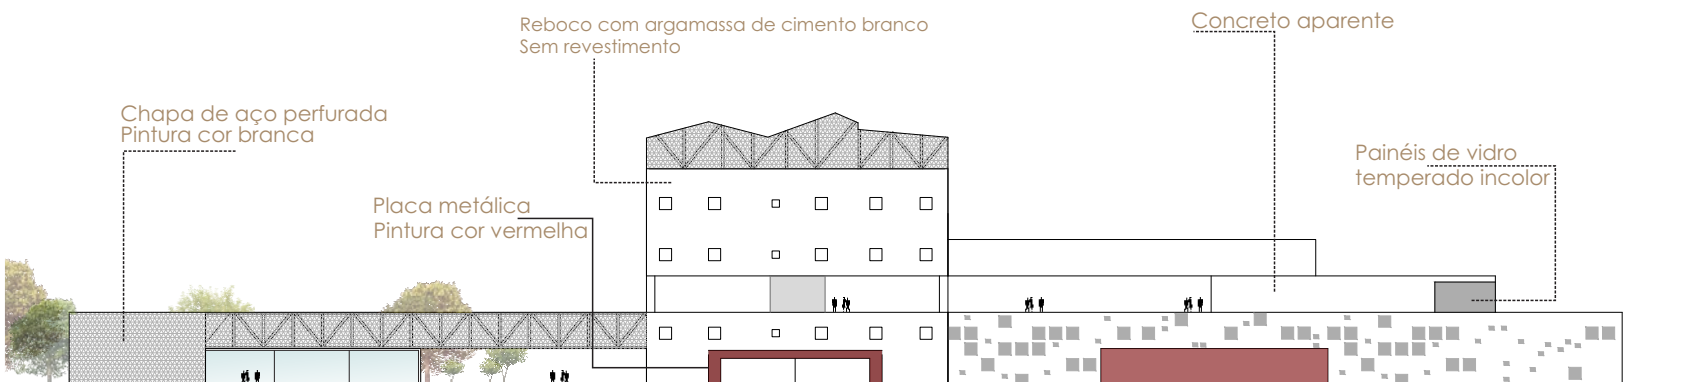 Reboco com argamassa de cimento branco
Sem revestimento
Concreto aparente
Chapa de aço perfurada
Pintura cor branca
Painéis de vidro
temperado incolor
Placa metálica
Pintura cor vermelha